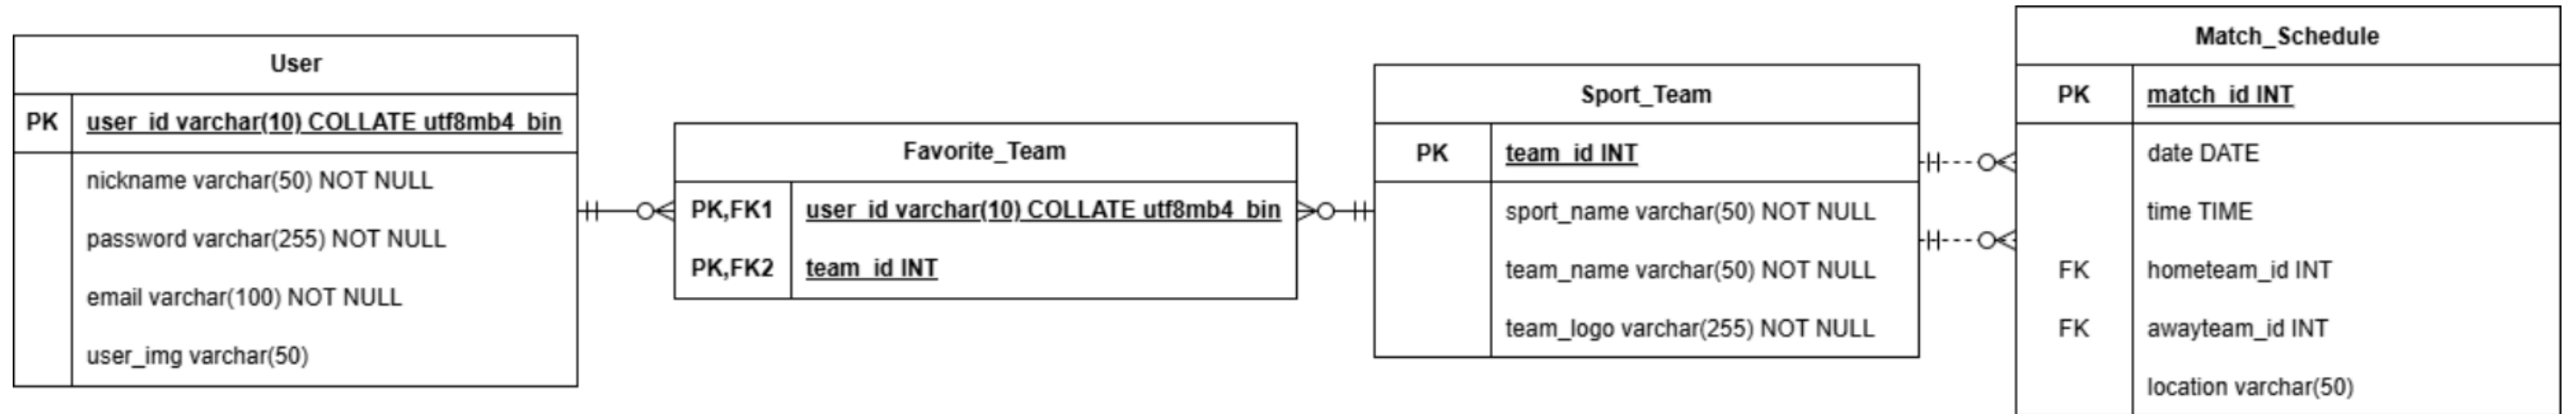 User
PK user_id varchar(10) COLLATE utf8mb4_bin
nickname varchar(50) NOT NULL
password varchar(255) NOT NULL
email varchar(100) NOT NULL
user_img varchar(50)
Favorite_Team
PK,FK1 user_id varchar(10) COLLATE utf8mb4_bin
PK,FK2 team_id INT
Sport_Team
PK team_id INT
sport_name varchar(50) NOT NULL
team_name varchar(50) NOT NULL
team_logo varchar(255) NOT NULL
Match_Schedule
PK match_id INT
date DATE
time TIME
FK hometeam_id INT
FK awayteam_id INT
location varchar(50)